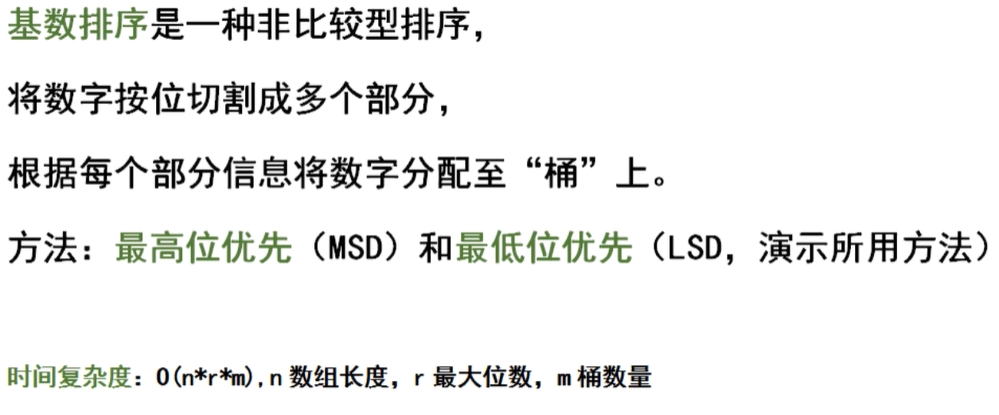 基数排序是一种非比较型排序，
将数字按位切割成多个部分，
根据每个部分信息将数字分配至“桶”上。
方法：最高位优先（MSD）和最低位优先（LSD，演示所用方法）
时间复杂度：O(n*r*m),n 数组长度，r 最大位数，m 桶数量